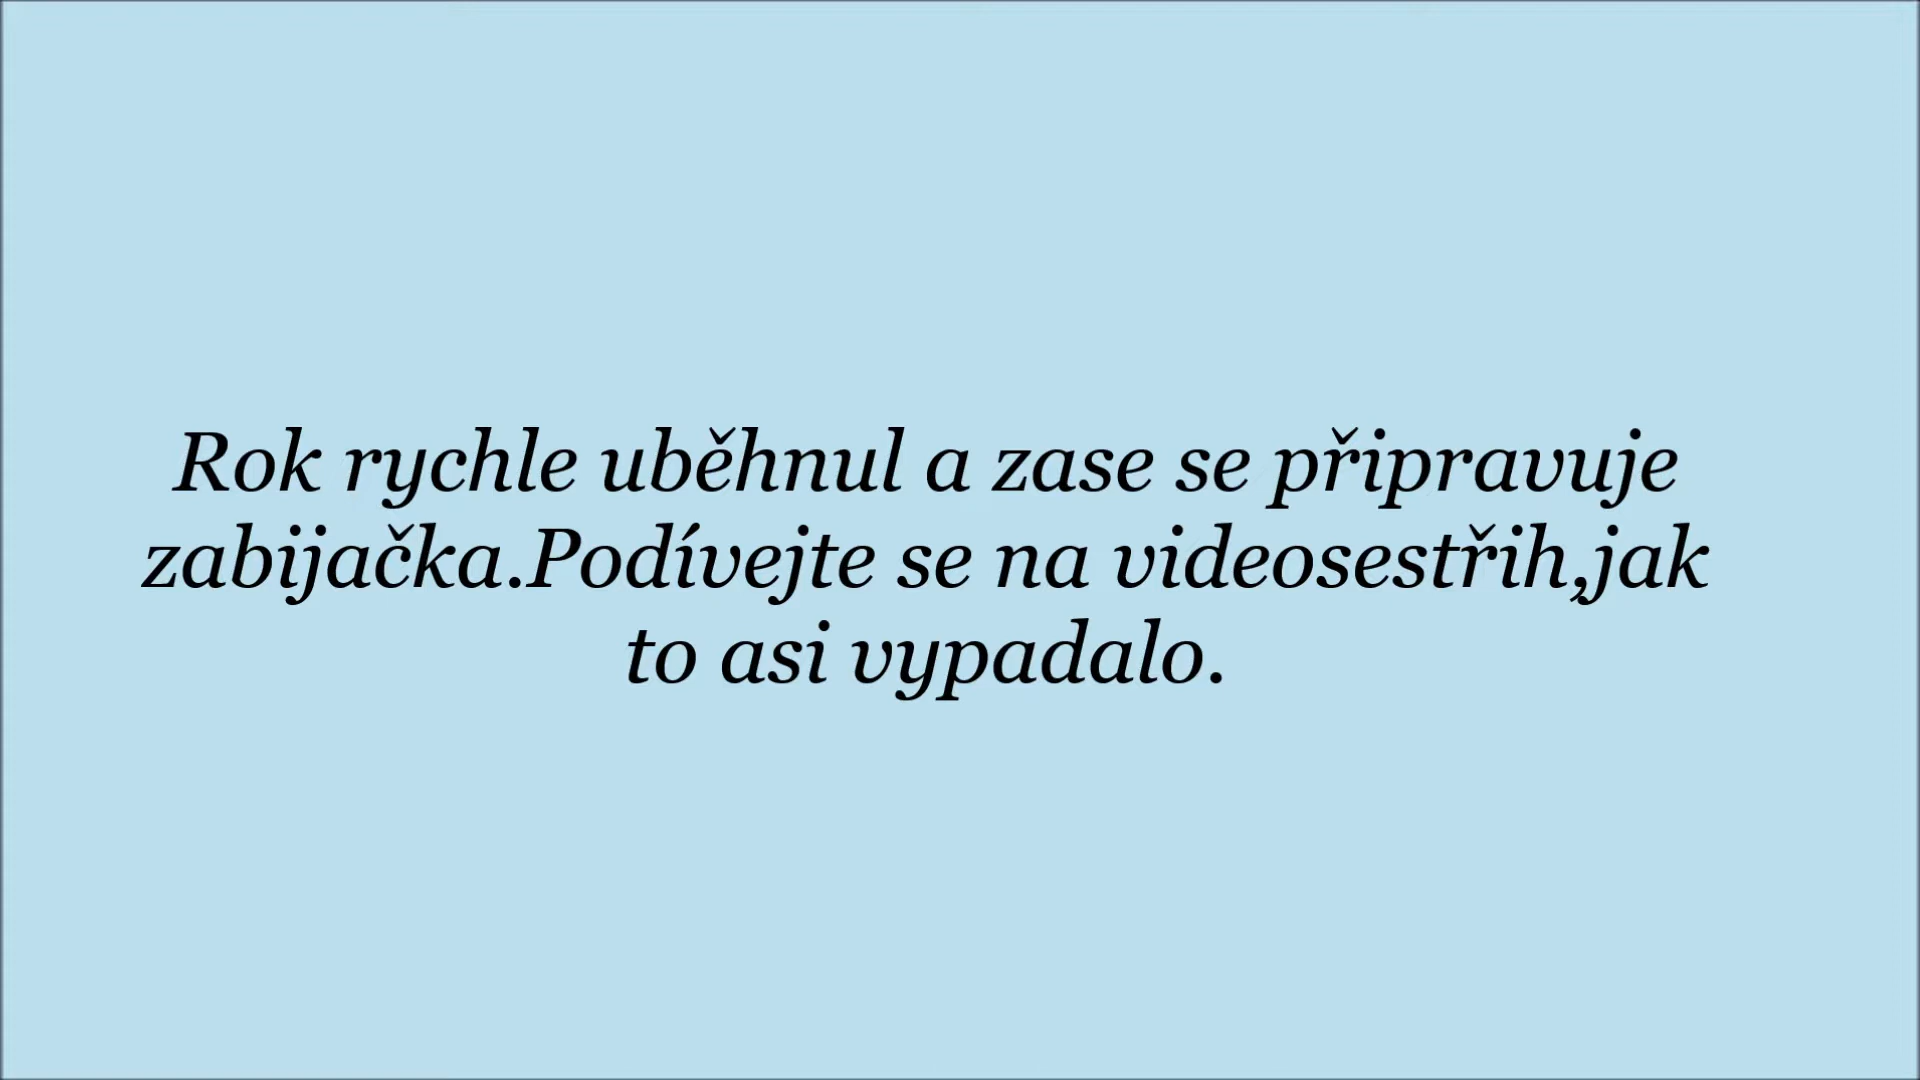 Rok rychle uběhnul a zase se připravuje
zabijačka.Podívejte se na videosestřih,jak
to asi vypadalo.